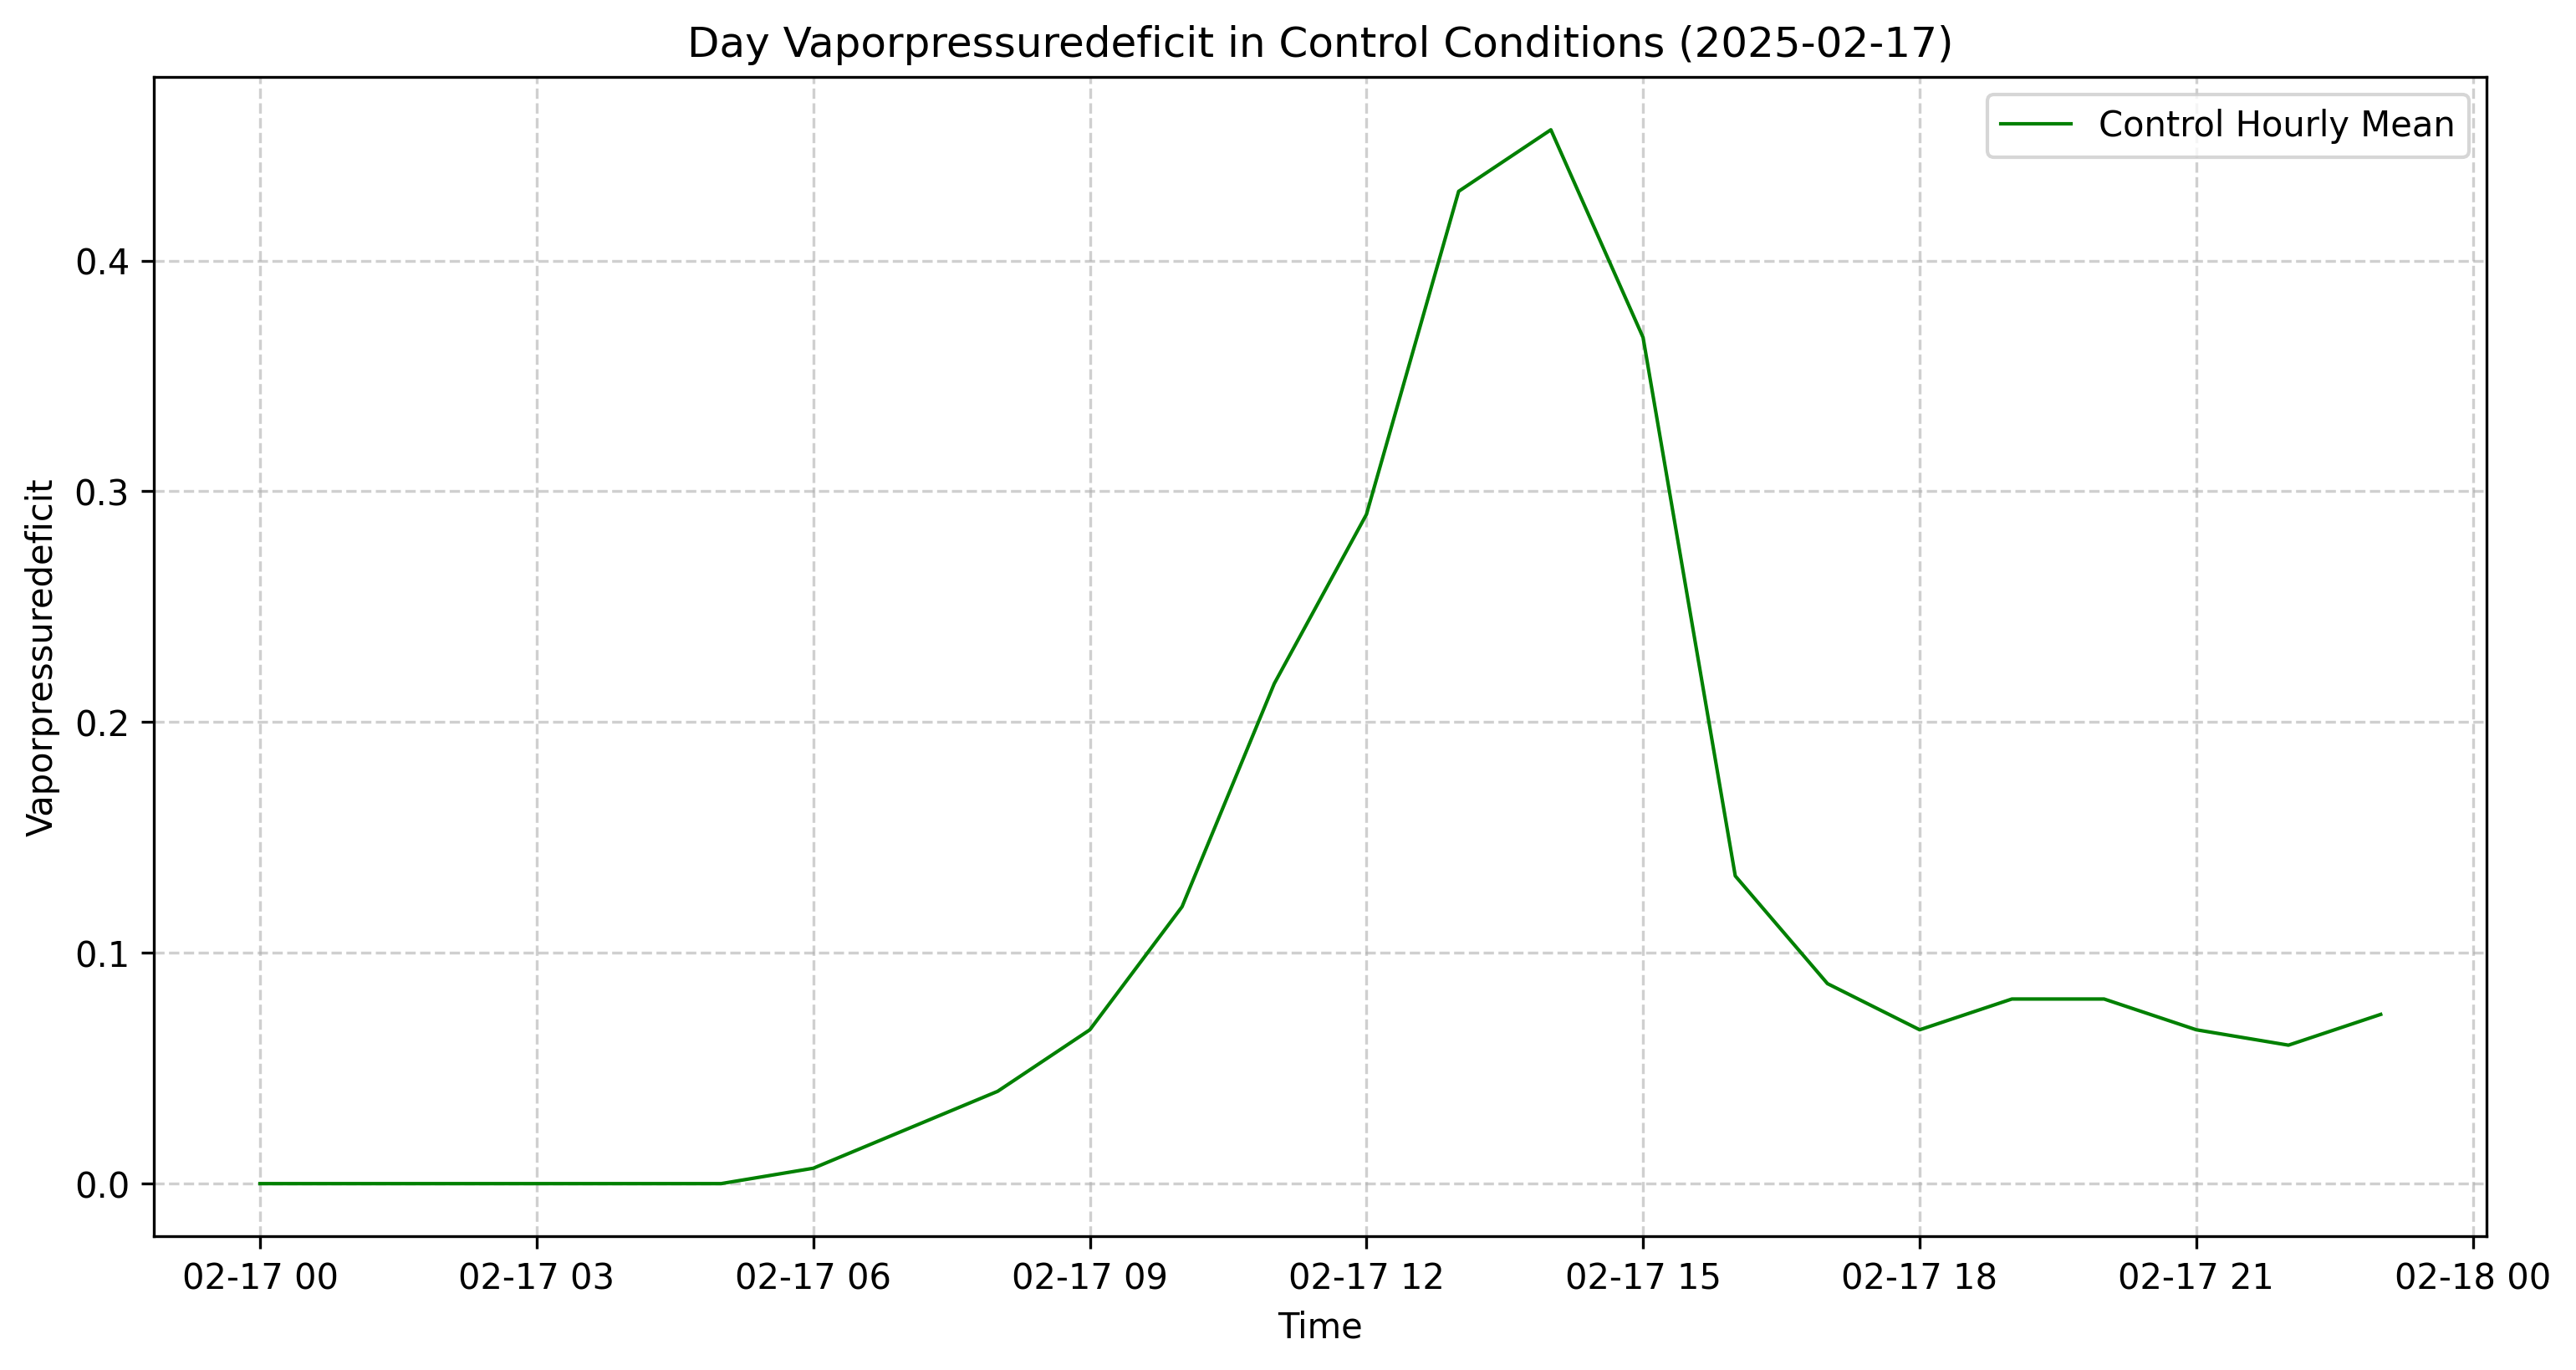 Day Vaporpressuredeficit in Control Conditions (2025-02-17)
Control Hourly Mean
Vaporpressuredeficit
0.4
0.3
0.2
0.1
0.0
02-17 00 02-17 03 02-17 06 02-17 09 02-17 12 02-17 15 02-17 18 02-17 21 02-18 00
Time